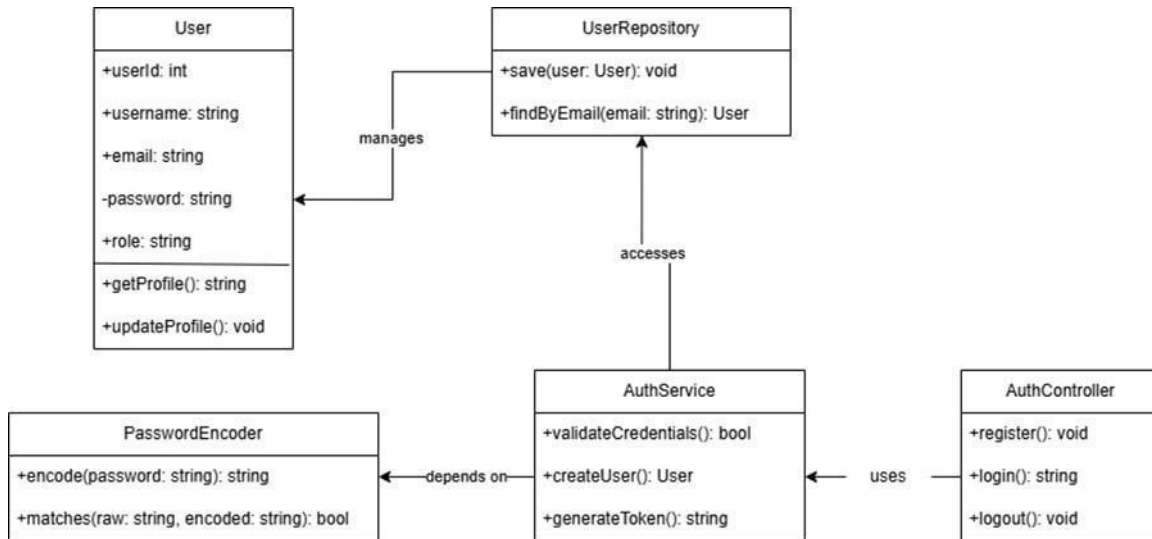 User
+userId: int
+username: string
+email: string
-password: string
+role: string
+getProfile(): string
+updateProfile(): void
UserRepository
+save(user: User): void
+findByEmail(email: string): User
manages
accesses
PasswordEncoder
+encode(password: string): string
+matches(raw: string, encoded: string): bool
depends on
AuthService
+validateCredentials(): bool
+createUser(): User
+generateToken(): string
uses
AuthController
+register(): void
+login(): string
+logout(): void